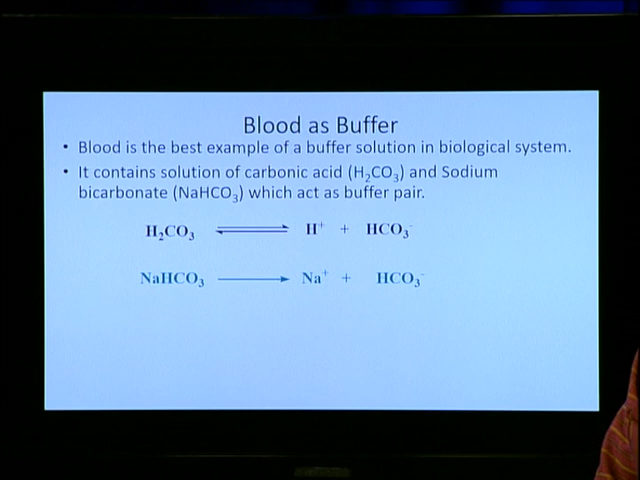 Blood as Buffer
• Blood is the best example of a buffer solution in biological system.
• It contains solution of carbonic acid (H₂CO₃) and Sodium
bicarbonate (NaHCO₃) which act as buffer pair.
H₂CO₃ ⇌ H⁺ + HCO₃⁻
NaHCO₃ → Na⁺ + HCO₃⁻